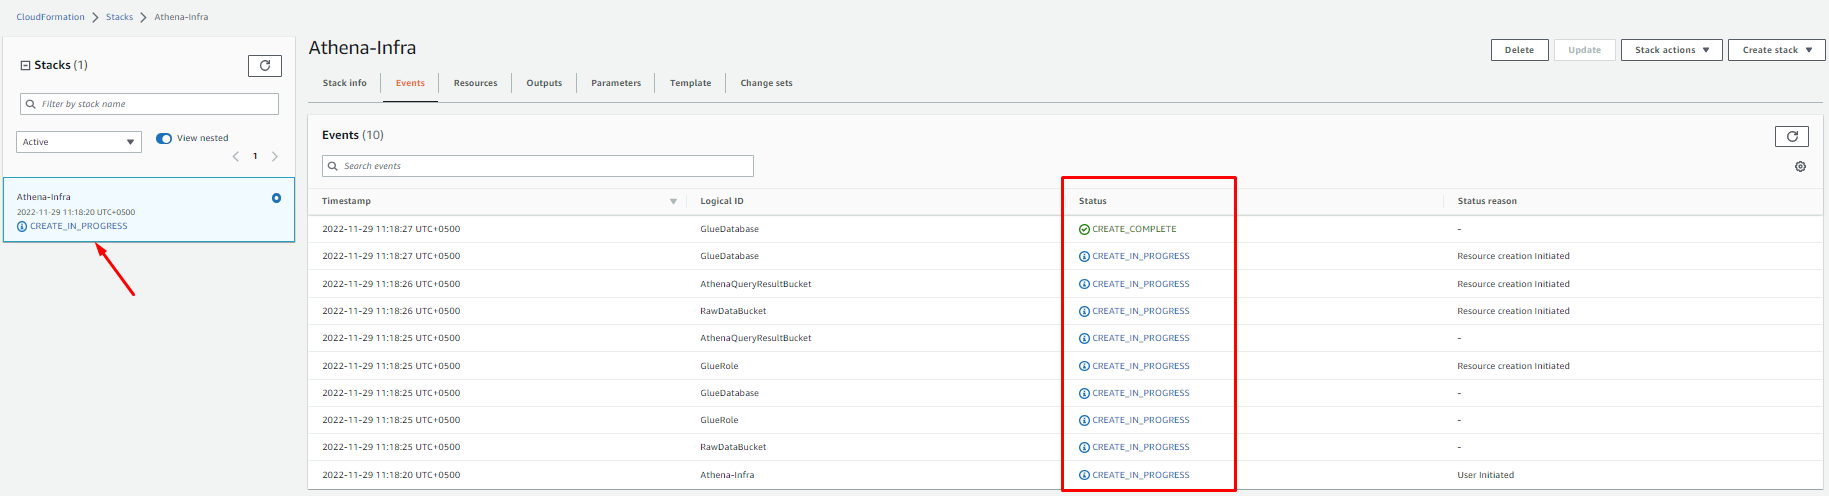 CloudFormation > Stacks > Athena-Infra
Stacks (1)
Filter by stack name
Active
View nested
1
Athena-Infra
2022-11-29 11:18:20 UTC+0500
CREATE_IN_PROGRESS
Athena-Infra
Delete Update Stack actions Create stack
Stack info Events Resources Outputs Parameters Template Change sets
Events (10)
Search events
Timestamp Logical ID Status Status reason
2022-11-29 11:18:27 UTC+0500 GlueDatabase CREATE_COMPLETE -
2022-11-29 11:18:27 UTC+0500 GlueDatabase CREATE_IN_PROGRESS Resource creation Initiated
2022-11-29 11:18:26 UTC+0500 AthenaQueryResultBucket CREATE_IN_PROGRESS Resource creation Initiated
2022-11-29 11:18:26 UTC+0500 RawDataBucket CREATE_IN_PROGRESS Resource creation Initiated
2022-11-29 11:18:25 UTC+0500 AthenaQueryResultBucket CREATE_IN_PROGRESS -
2022-11-29 11:18:25 UTC+0500 GlueRole CREATE_IN_PROGRESS Resource creation Initiated
2022-11-29 11:18:25 UTC+0500 GlueDatabase CREATE_IN_PROGRESS -
2022-11-29 11:18:25 UTC+0500 GlueRole CREATE_IN_PROGRESS -
2022-11-29 11:18:25 UTC+0500 RawDataBucket CREATE_IN_PROGRESS -
2022-11-29 11:18:20 UTC+0500 Athena-Infra CREATE_IN_PROGRESS User Initiated